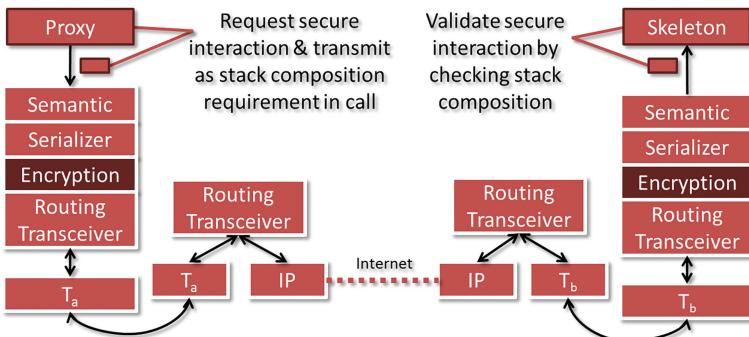 Proxy
Request secure
interaction & transmit
as stack composition
requirement in call
Validate secure
interaction by
checking stack
composition
Skeleton
Semantic
Serializer
Encryption
Routing
Transceiver
Ta
Routing
Transceiver
Ta
IP
Internet
Routing
Transceiver
IP
Tb
Semantic
Serializer
Encryption
Routing
Transceiver
Tb